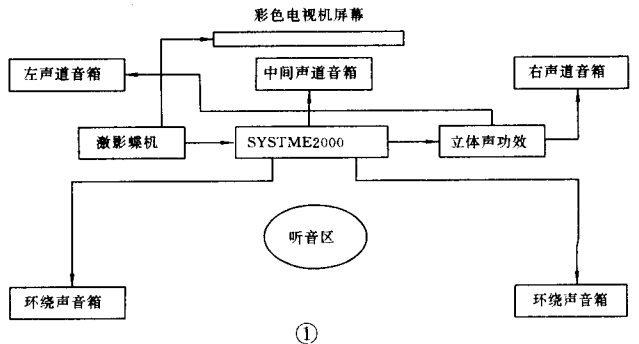 彩色电视机屏幕
左声道音箱
中间声道音箱
右声道音箱
激影蝶机
SYSTME2000
立体声功效
听音区
环绕声音箱
环绕声音箱
①